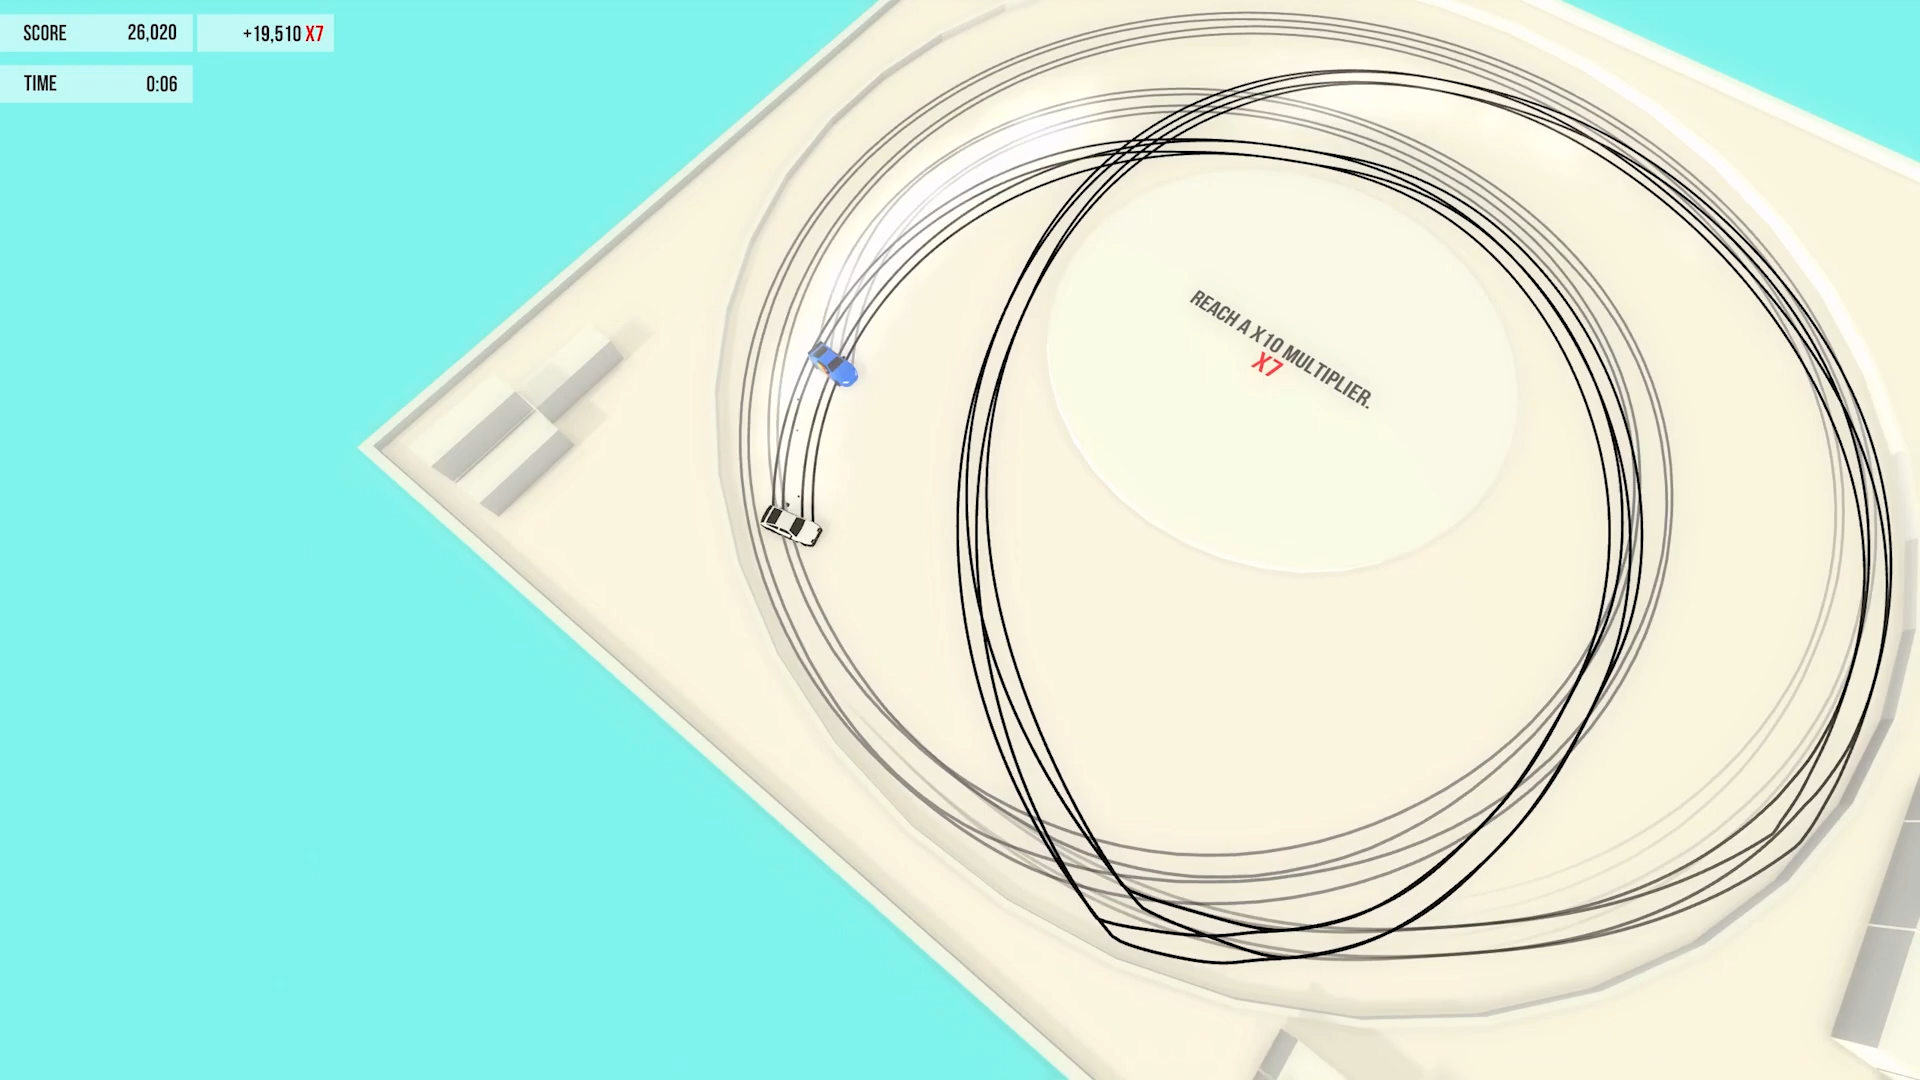 SCORE 26,020 +19,510 X7
TIME 0:06
REACH A X10 MULTIPLIER.
X7